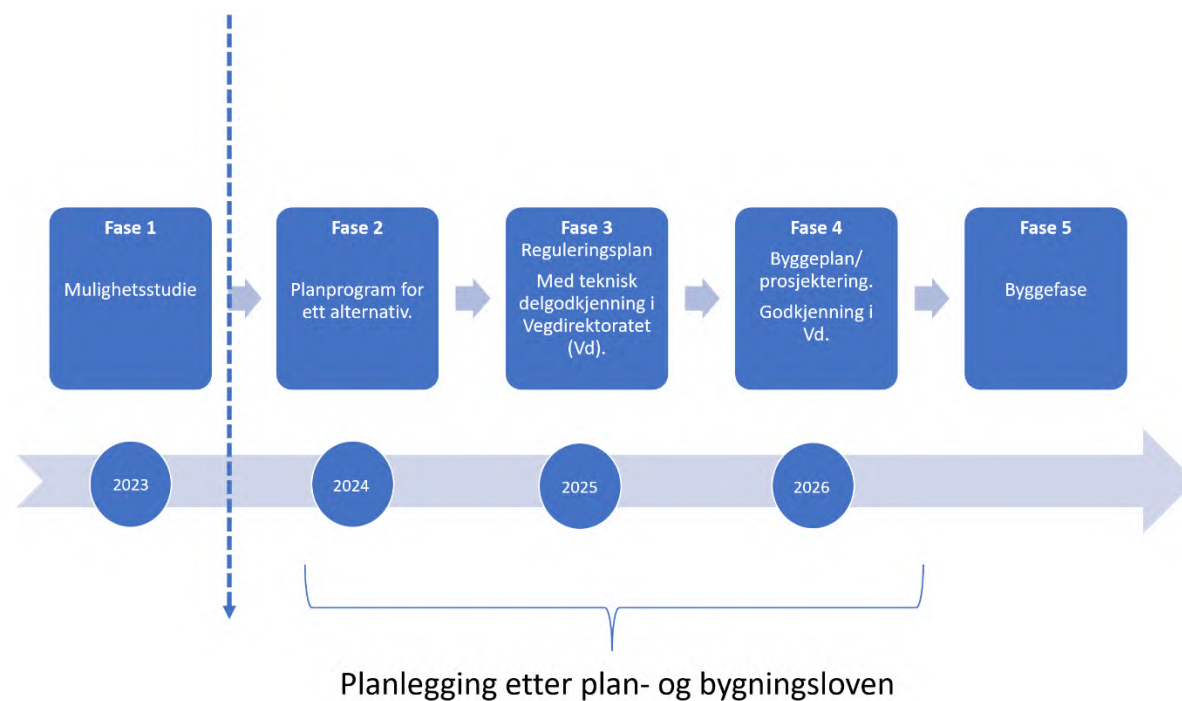 Fase 1
Mulighetsstudie
Fase 2
Planprogram for
ett alternativ.
Fase 3
Reguleringsplan
Med teknisk
delgodkjenning i
Vegdirektoratet
(Vd).
Fase 4
Byggeplan/
prosjektering.
Godkjenning i
Vd.
Fase 5
Byggefase
2023
2024
2025
2026
Planlegging etter plan- og bygningsloven